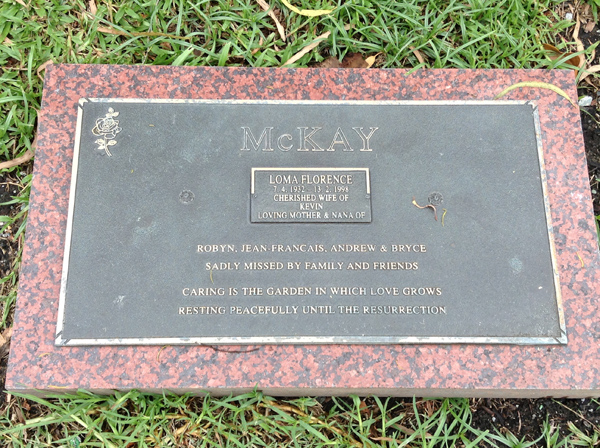 McKAY
LOMA FLORENCE
7. 4. 1932 - 13. 2. 1998
CHERISHED WIFE OF
KEVIN
LOVING MOTHER & NANA OF
ROBYN, JEAN-FRANCAIS, ANDREW & BRYCE
SADLY MISSED BY FAMILY AND FRIENDS
CARING IS THE GARDEN IN WHICH LOVE GROWS
RESTING PEACEFULLY UNTIL THE RESURRECTION